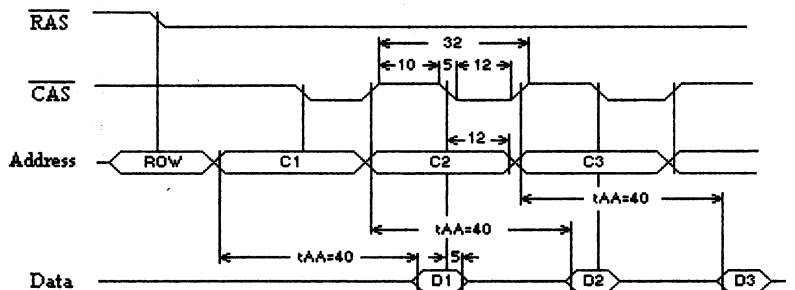 RAS
32
10 5 12
CAS
12
Address ROW C1 C2 C3
tAA=40
tAA=40
tAA=40 5
Data D1 D2 D3